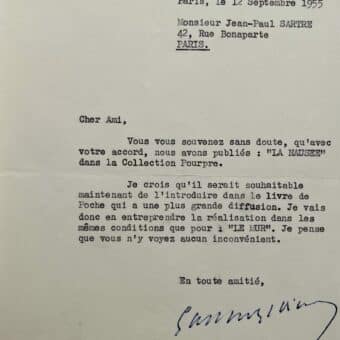 Paris, le 12 Septembre 1955
Monsieur Jean-Paul SARTRE
42, Rue Bonaparte
PARIS.
Cher Ami,
Vous vous souvenez sans doute, qu'avec
votre accord, nous avons publiés : "LA NAUSEE"
dans la Collection Pourpre.
Je crois qu'il serait souhaitable
maintenant de l'introduire dans le livre de
Poche qui a une plus grande diffusion. Je vais
donc en entreprendre la réalisation dans les
mêmes conditions que pour : "LE MUR". Je pense
que vous n'y voyez aucun inconvénient.
En toute amitié,